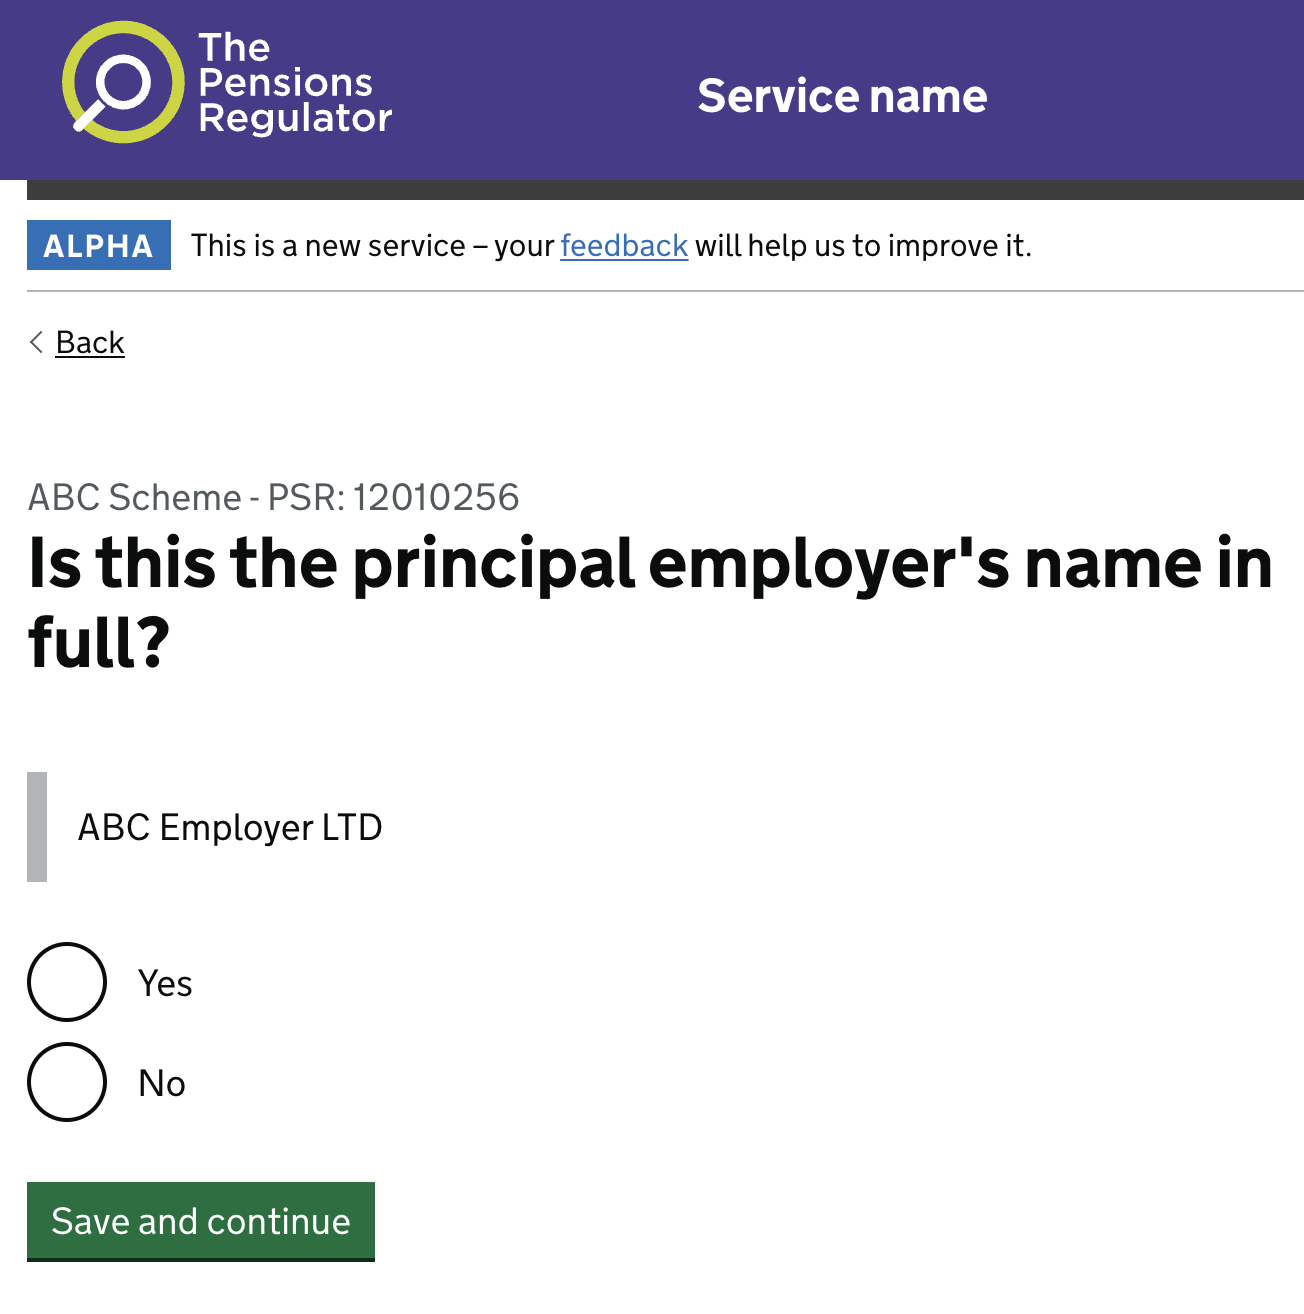 The
Pensions
Regulator
Service name
ALPHA This is a new service – your feedback will help us to improve it.
Back
ABC Scheme - PSR: 12010256
Is this the principal employer's name in
full?
ABC Employer LTD
Yes
No
Save and continue